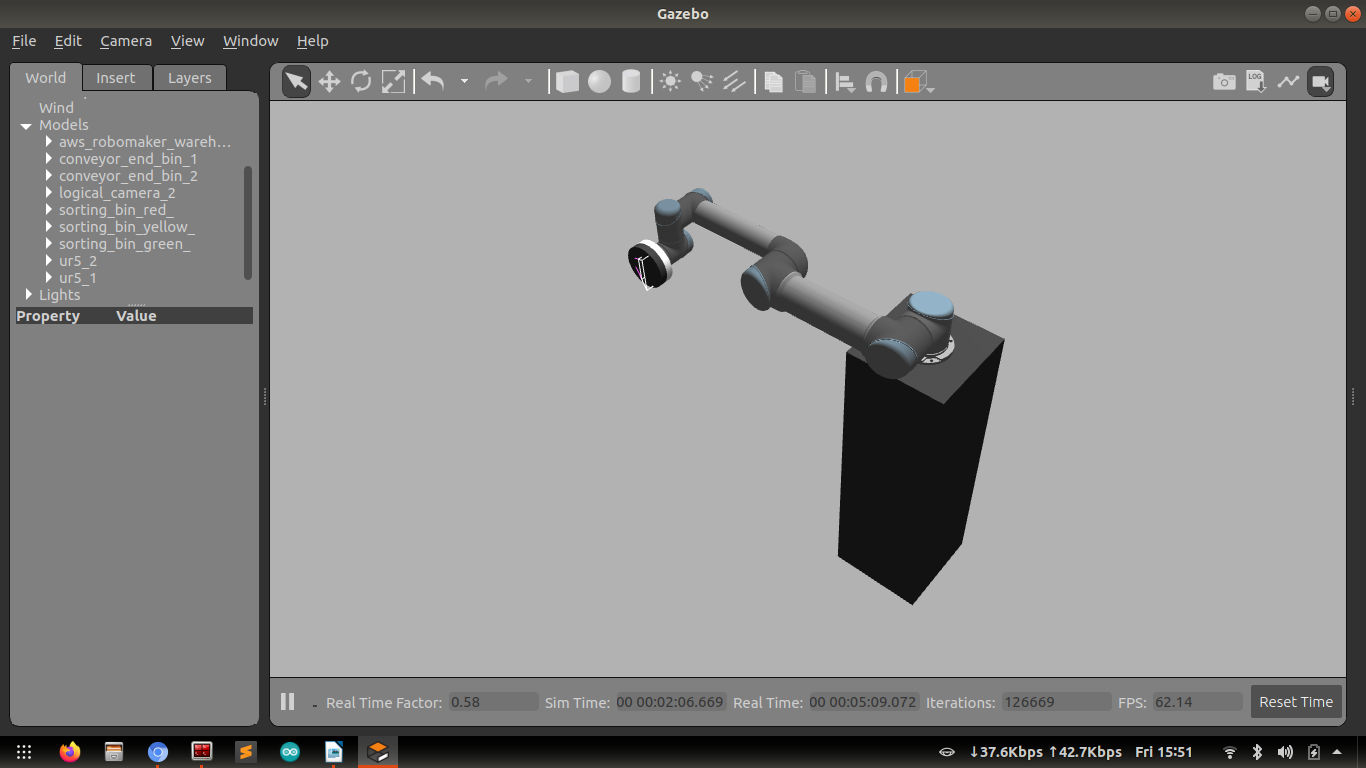 Gazebo
File Edit Camera View Window Help
World Insert Layers
LOG
Wind
Models
aws_robomaker_wareh...
conveyor_end_bin_1
conveyor_end_bin_2
logical_camera_2
sorting_bin_red_
sorting_bin_yellow_
sorting_bin_green_
ur5_2
ur5_1
Lights
Property Value
Real Time Factor: 0.58 Sim Time: 00 00:02:06.669 Real Time: 00 00:05:09.072 Iterations: 126669 FPS: 62.14 Reset Time
↓37.6Kbps ↑42.7Kbps Fri 15:51